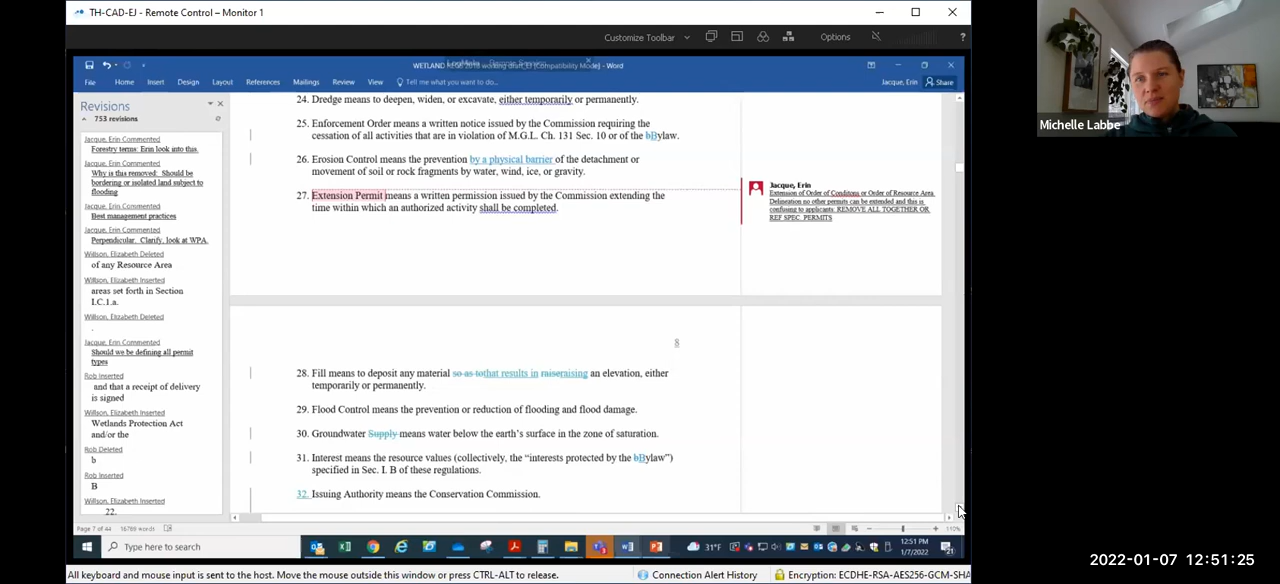 TH-CAD-EJ - Remote Control – Monitor 1
Customize Toolbar
Options
?
[Compatibility Mode] - Word
File
Home
Insert
Design
Layout
References
Mailings
Review
View
Tell me what you want to do...
Jacque, Erin
Share
Revisions
753 revisions
Jacque, Erin Commented
Forestry terms: Erin look into this.
Jacque, Erin Commented
Why is this removed: Should be
bordering or isolated land subject to
flooding
Jacque, Erin Commented
Best management practices
Jacque, Erin Commented
Perpendicular. Clarify, look at WPA.
Willson, Elizabeth Deleted
of any Resource Area
Willson, Elizabeth Inserted
areas set forth in Section
I.C.1.a.
Willson, Elizabeth Deleted
.
Jacque, Erin Commented
Should we be defining all permit
types
Rob Inserted
and that a receipt of delivery
is signed
Willson, Elizabeth Inserted
Wetlands Protection Act
and/or the
Rob Deleted
b
Rob Inserted
B
Willson, Elizabeth Inserted
22.
24. Dredge means to deepen, widen, or excavate, either temporarily or permanently.
25. Enforcement Order means a written notice issued by the Commission requiring the
cessation of all activities that are in violation of M.G.L. Ch. 131 Sec. 10 or of the bBylaw.
26. Erosion Control means the prevention by a physical barrier of the detachment or
movement of soil or rock fragments by water, wind, ice, or gravity.
27. Extension Permit means a written permission issued by the Commission extending the
time within which an authorized activity shall be completed.
Jacque, Erin
Extension of Order of Conditions or Order of Resource Area
Delineation no other permits can be extended and this is
confusing to applicants: REMOVE ALL TOGETHER OR
REF SPEC. PERMITS
8
28. Fill means to deposit any material so as tothat results in raiseraising an elevation, either
temporarily or permanently.
29. Flood Control means the prevention or reduction of flooding and flood damage.
30. Groundwater Supply means water below the earth's surface in the zone of saturation.
31. Interest means the resource values (collectively, the “interests protected by the bBylaw”)
specified in Sec. I. B of these regulations.
32. Issuing Authority means the Conservation Commission.
Page 7 of 44
16788 words
110%
Type here to search
31°F
12:51 PM
1/7/2022
21
All keyboard and mouse input is sent to the host. Move the mouse outside this window or press CTRL-ALT to release.
Connection Alert History
Encryption: ECDHE-RSA-AES256-GCM-SHA
Michelle Labbe
2022-01-07 12:51:25